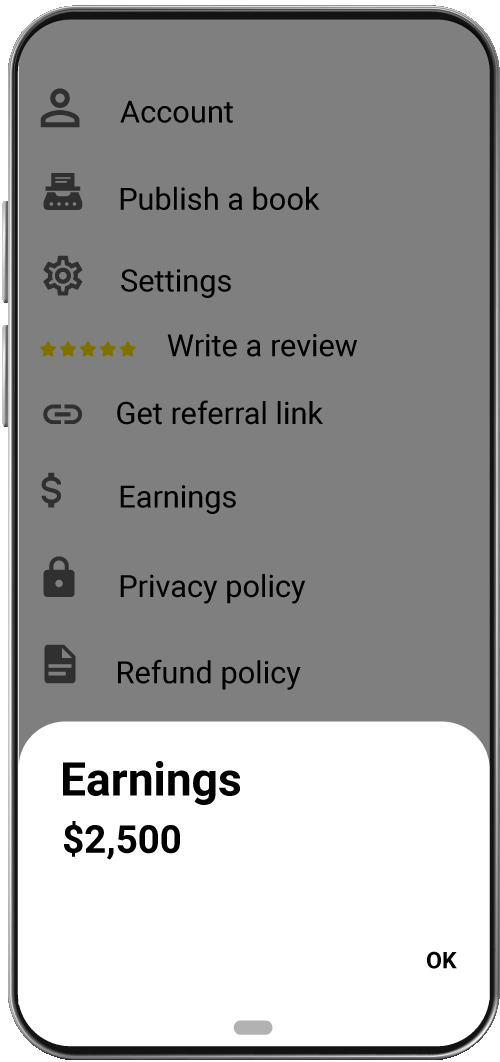 Account
Publish a book
Settings
Write a review
Get referral link
Earnings
Privacy policy
Refund policy
Earnings
$2,500
OK